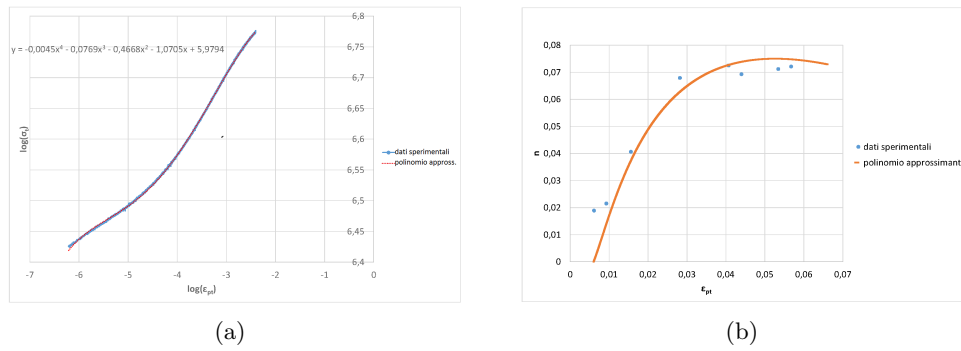 y = -0,0045x⁴ - 0,0769x³ - 0,4668x² - 1,0705x + 5,9794
6,8
6,75
6,7
6,65
6,6
6,55
6,5
6,45
6,4
-7 -6 -5 -4 -3 -2 -1 0
log(σt)
log(εpt)
dati sperimentali
polinomio appross.
(a)
0,08
0,07
0,06
0,05
0,04
0,03
0,02
0,01
0
0 0,01 0,02 0,03 0,04 0,05 0,06 0,07
n
εpt
dati sperimentali
polinomio approssimant
(b)